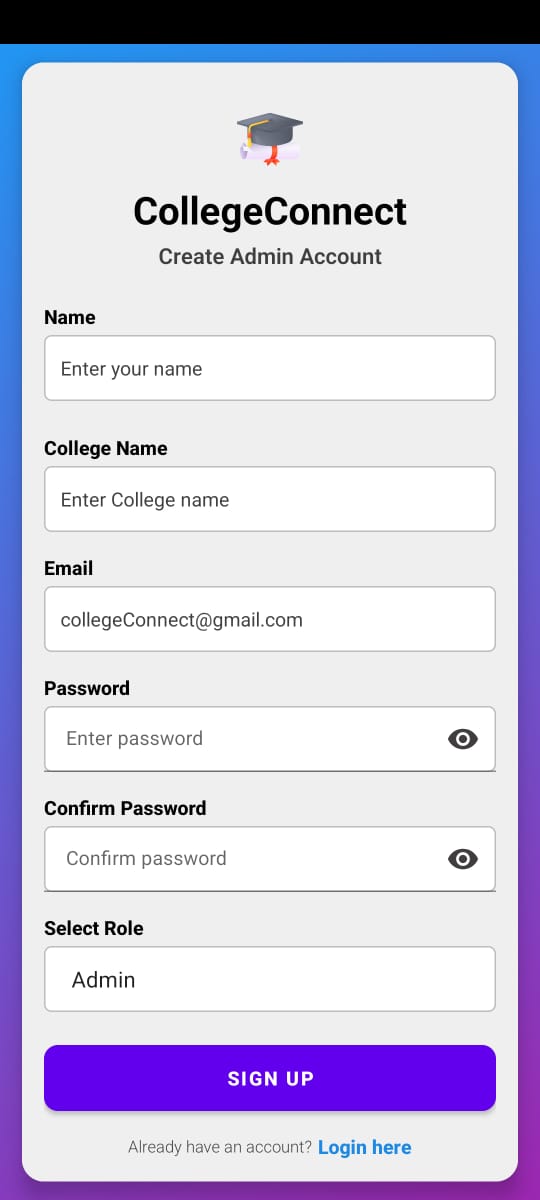 CollegeConnect
Create Admin Account
Name
Enter your name
College Name
Enter College name
Email
collegeConnect@gmail.com
Password
Enter password
Confirm Password
Confirm password
Select Role
Admin
SIGN UP
Already have an account? Login here